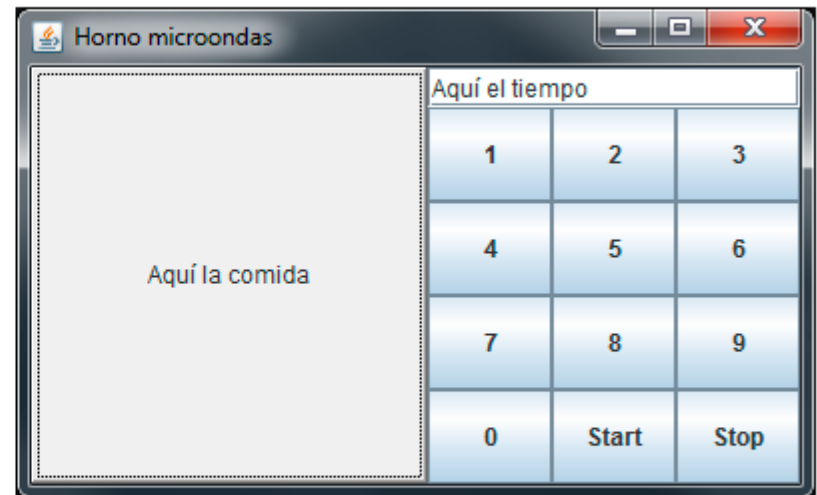 Horno microondas
Aquí el tiempo
1 2 3
4 5 6
Aquí la comida
7 8 9
0 Start Stop